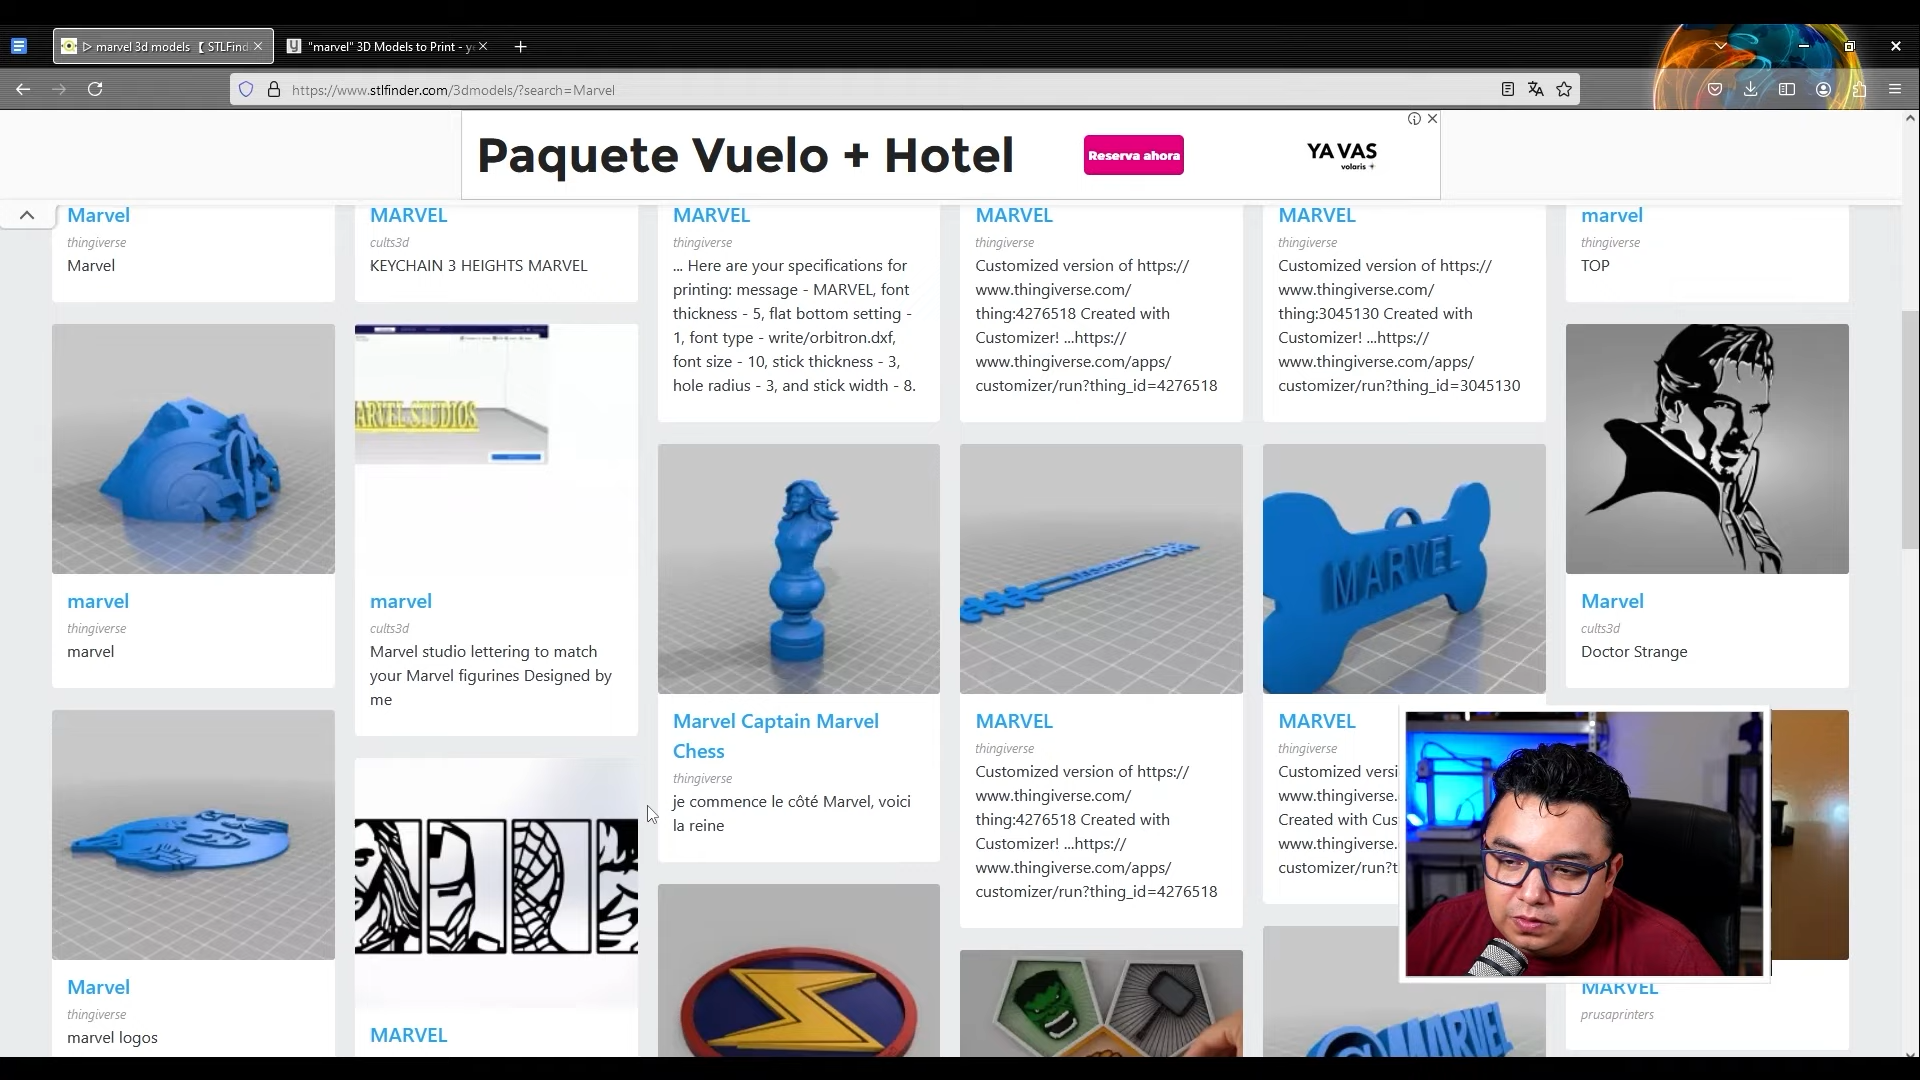 ▷ marvel 3d models 【 STLFind
"marvel" 3D Models to Print - ye
https://www.stlfinder.com/3dmodels/?search=Marvel
Paquete Vuelo + Hotel
Reserva ahora
YA VAS
volaris
Marvel
thingiverse
Marvel
MARVEL
cults3d
KEYCHAIN 3 HEIGHTS MARVEL
MARVEL
thingiverse
... Here are your specifications for
printing: message - MARVEL, font
thickness - 5, flat bottom setting -
1, font type - write/orbitron.dxf,
font size - 10, stick thickness - 3,
hole radius - 3, and stick width - 8.
MARVEL
thingiverse
Customized version of https://
www.thingiverse.com/
thing:4276518 Created with
Customizer! ...https://
www.thingiverse.com/apps/
customizer/run?thing_id=4276518
MARVEL
thingiverse
Customized version of https://
www.thingiverse.com/
thing:3045130 Created with
Customizer! ...https://
www.thingiverse.com/apps/
customizer/run?thing_id=3045130
marvel
thingiverse
TOP
marvel
thingiverse
marvel
ARVEL STUDIOS
marvel
cults3d
Marvel studio lettering to match
your Marvel figurines Designed by
me
Marvel Captain Marvel
Chess
thingiverse
je commence le côté Marvel, voici
la reine
MARVEL
thingiverse
Customized version of https://
www.thingiverse.com/
thing:4276518 Created with
Customizer! ...https://
www.thingiverse.com/apps/
customizer/run?thing_id=4276518
MARVEL
MARVEL
thingiverse
Customized versi
www.thingiverse.
Created with Cus
www.thingiverse.
customizer/run?t
Marvel
cults3d
Doctor Strange
Marvel
thingiverse
marvel logos
MARVEL
MARVEL
MARVEL
prusaprinters